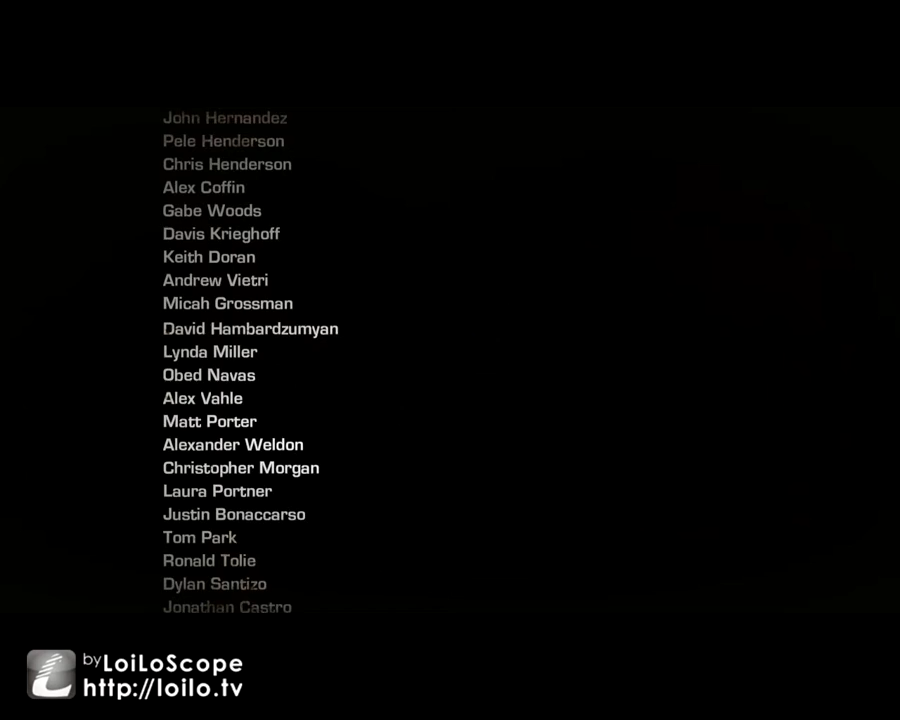 John Hernandez
Pele Henderson
Chris Henderson
Alex Coffin
Gabe Woods
Davis Krieghoff
Keith Doran
Andrew Vietri
Micah Grossman
David Hambardzumyan
Lynda Miller
Obed Navas
Alex Vahle
Matt Porter
Alexander Weldon
Christopher Morgan
Laura Portner
Justin Bonaccarso
Tom Park
Ronald Tolie
Dylan Santizo
Jonathan Castro
by LoiLoScope
http://loilo.tv